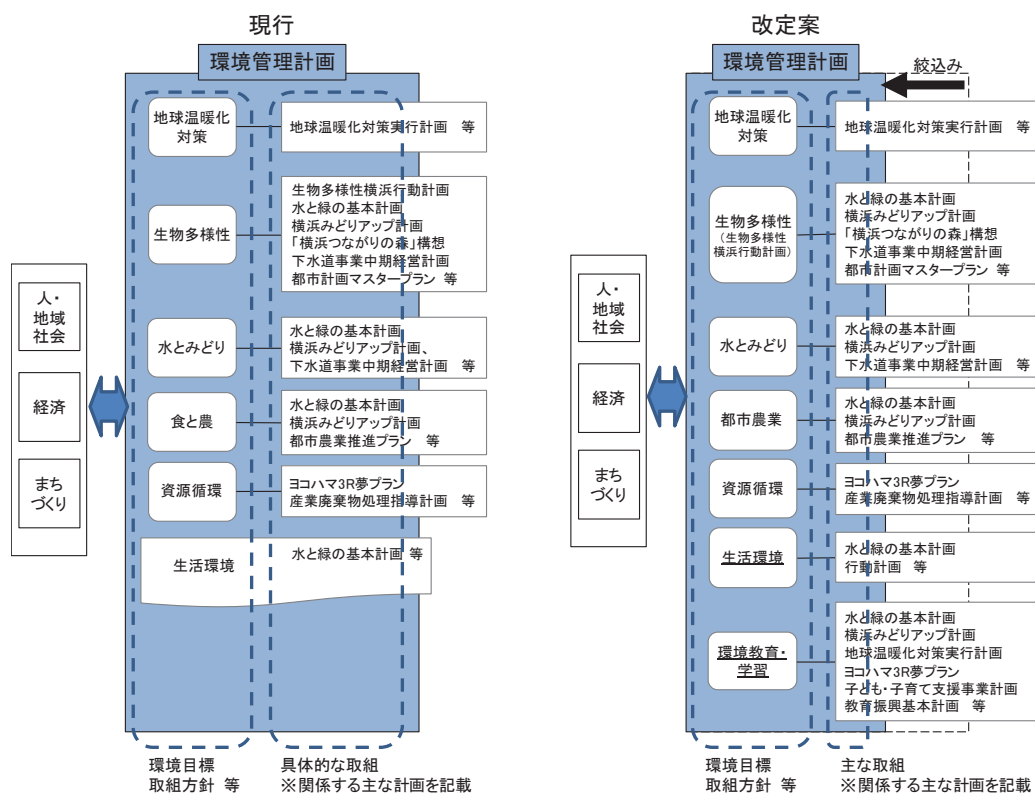 現行
環境管理計画
地球温暖化
対策
地球温暖化対策実行計画 等
生物多様性
生物多様性横浜行動計画
水と緑の基本計画
横浜みどりアップ計画
「横浜つながりの森」構想
下水道事業中期経営計画
都市計画マスタープラン 等
水とみどり
水と緑の基本計画
横浜みどりアップ計画、
下水道事業中期経営計画 等
食と農
水と緑の基本計画
横浜みどりアップ計画
都市農業推進プラン 等
資源循環
ヨコハマ3R夢プラン
産業廃棄物処理指導計画 等
生活環境
水と緑の基本計画 等
人・
地域
社会
経済
まち
づくり
環境目標
取組方針 等
具体的な取組
※関係する主な計画を記載
改定案
環境管理計画
絞込み
地球温暖化
対策
地球温暖化対策実行計画 等
生物多様性
(生物多様性
横浜行動計画)
水と緑の基本計画
横浜みどりアップ計画
「横浜つながりの森」構想
下水道事業中期経営計画
都市計画マスタープラン 等
水とみどり
水と緑の基本計画
横浜みどりアップ計画
下水道事業中期経営計画 等
都市農業
水と緑の基本計画
横浜みどりアップ計画
都市農業推進プラン 等
資源循環
ヨコハマ3R夢プラン
産業廃棄物処理指導計画 等
生活環境
水と緑の基本計画
行動計画 等
環境教育・
学習
水と緑の基本計画
横浜みどりアップ計画
地球温暖化対策実行計画
ヨコハマ3R夢プラン
子ども・子育て支援事業計画
教育振興基本計画 等
人・
地域
社会
経済
まち
づくり
環境目標
取組方針 等
主な取組
※関係する主な計画を記載